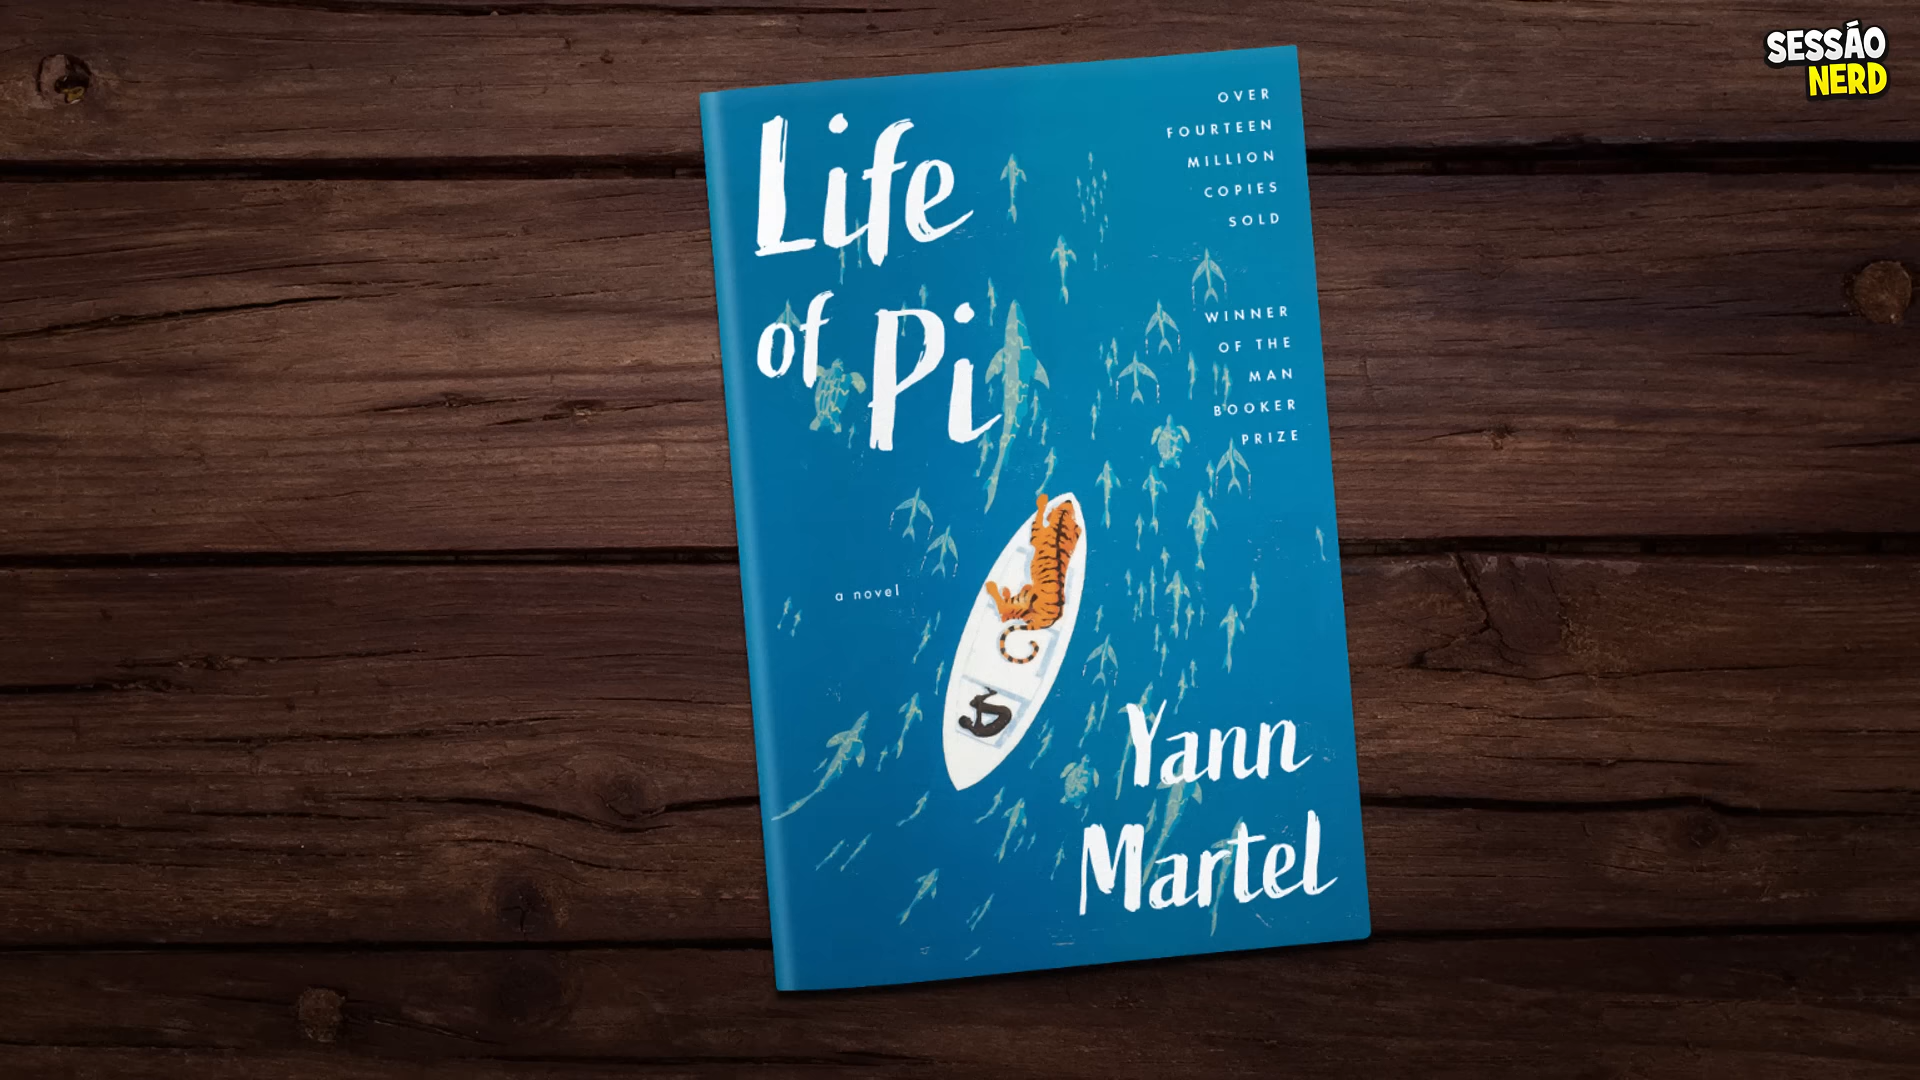 Life
of Pi
OVER
FOURTEEN
MILLION
COPIES
SOLD
WINNER
OF THE
MAN
BOOKER
PRIZE
a novel
Yann
Martel
SESSÃO
NERD